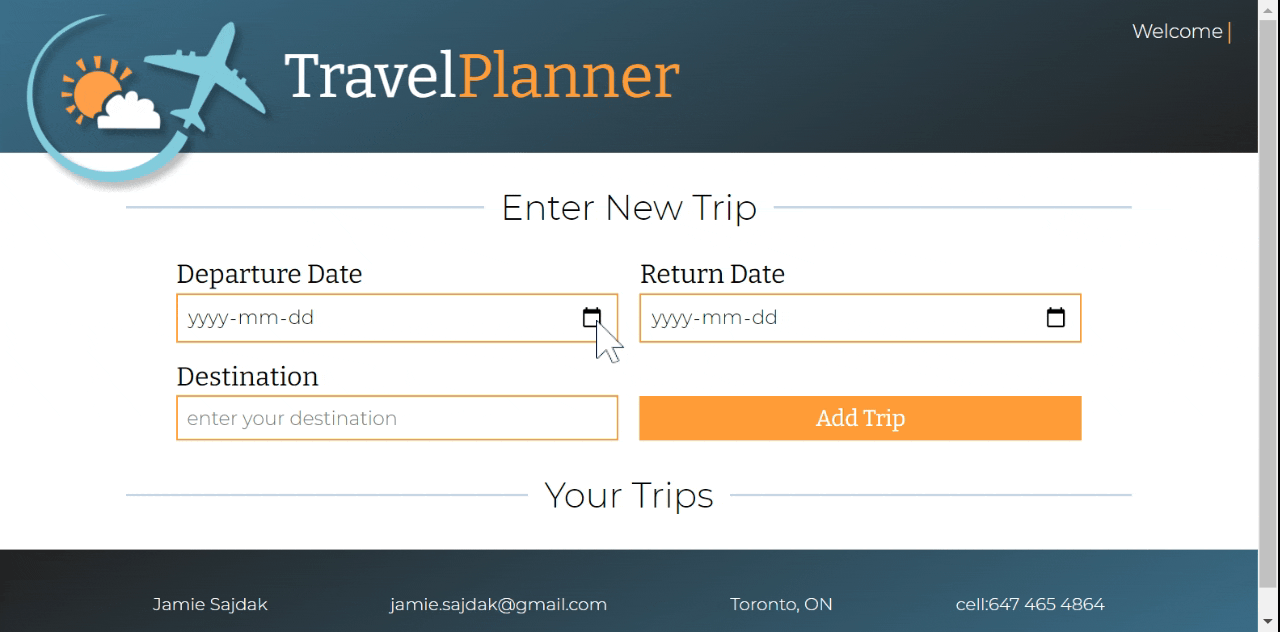 Welcome|
TravelPlanner
Enter New Trip
Departure Date
Return Date
yyyy-mm-dd
yyyy-mm-dd
Destination
enter your destination
Add Trip
Your Trips
Jamie Sajdak
jamie.sajdak@gmail.com
Toronto, ON
cell:647 465 4864